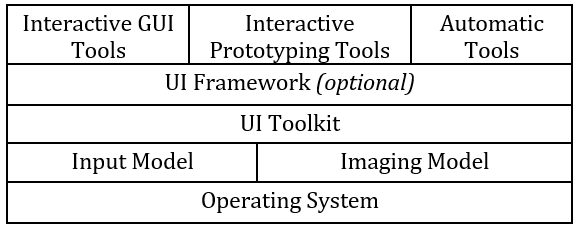 Interactive GUI
Tools
Interactive
Prototyping Tools
Automatic
Tools
UI Framework (optional)
UI Toolkit
Input Model
Imaging Model
Operating System